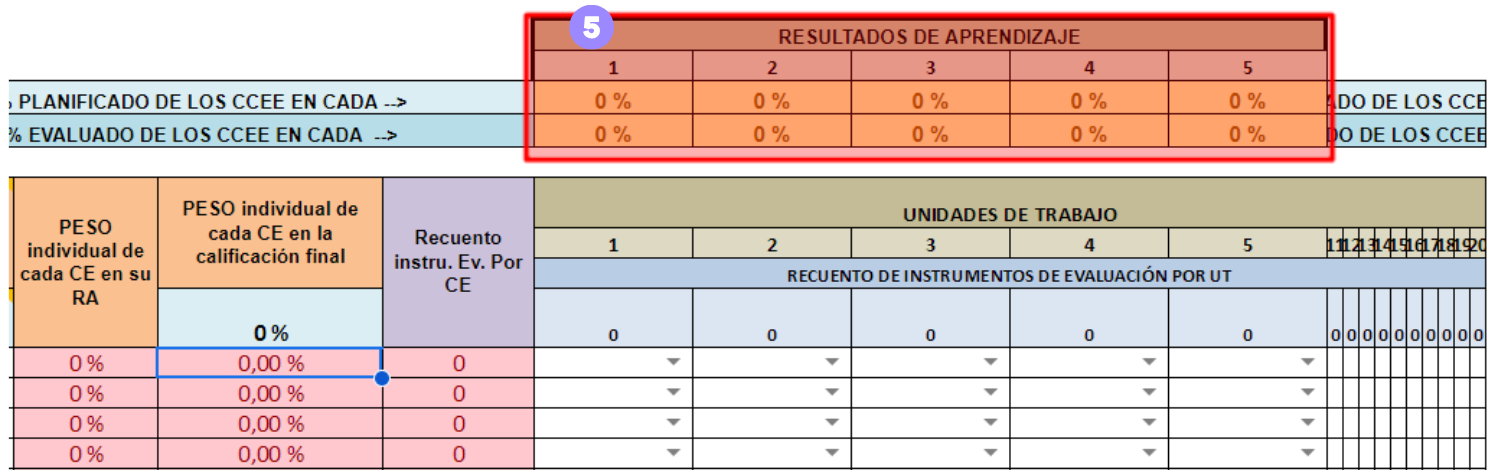 5
RESULTADOS DE APRENDIZAJE
1 2 3 4 5
PLANIFICADO DE LOS CCEE EN CADA --> 0 % 0 % 0 % 0 % 0 % ADO DE LOS CCE
% EVALUADO DE LOS CCEE EN CADA --> 0 % 0 % 0 % 0 % 0 % DO DE LOS CCEE
PESO
individual de
cada CE en su
RA
PESO individual de
cada CE en la
calificación final
0 %
Recuento
instru. Ev. Por
CE
UNIDADES DE TRABAJO
1 2 3 4 5 11 12 13 14 15 16 17 18 19 20
RECUENTO DE INSTRUMENTOS DE EVALUACIÓN POR UT
0 0 0 0 0 0 0 0 0 0 0 0 0 0 0
0 % 0,00 % 0
0 % 0,00 % 0
0 % 0,00 % 0
0 % 0,00 % 0